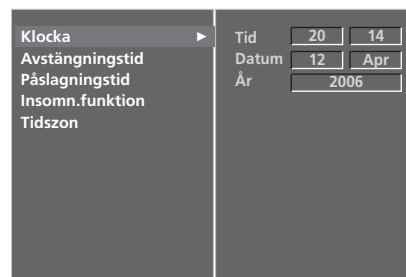 Klocka ►
Avstängningstid
Påslagningstid
Insomn.funktion
Tidszon
Tid 20 14
Datum 12 Apr
År 2006